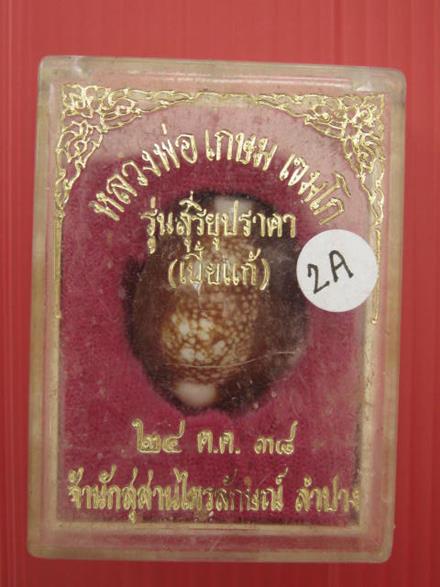 หลวงพ่อ เกษม เขมโก
รุ่นสุริยุปราคา
(เบี้ยแก้)
2A
๒๔ ต.ค. ๓๘
สำนักสุสานไตรลักษณ์ ลำปาง